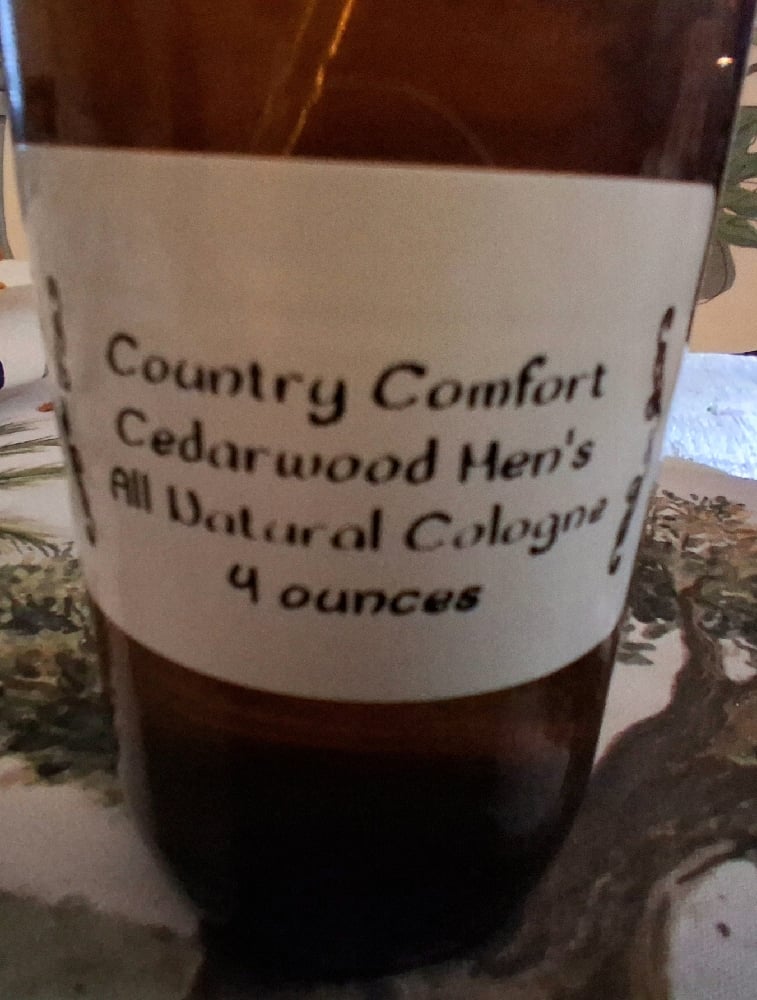 Country Comfort
Cedarwood Men's
All Natural Cologne
4 ounces